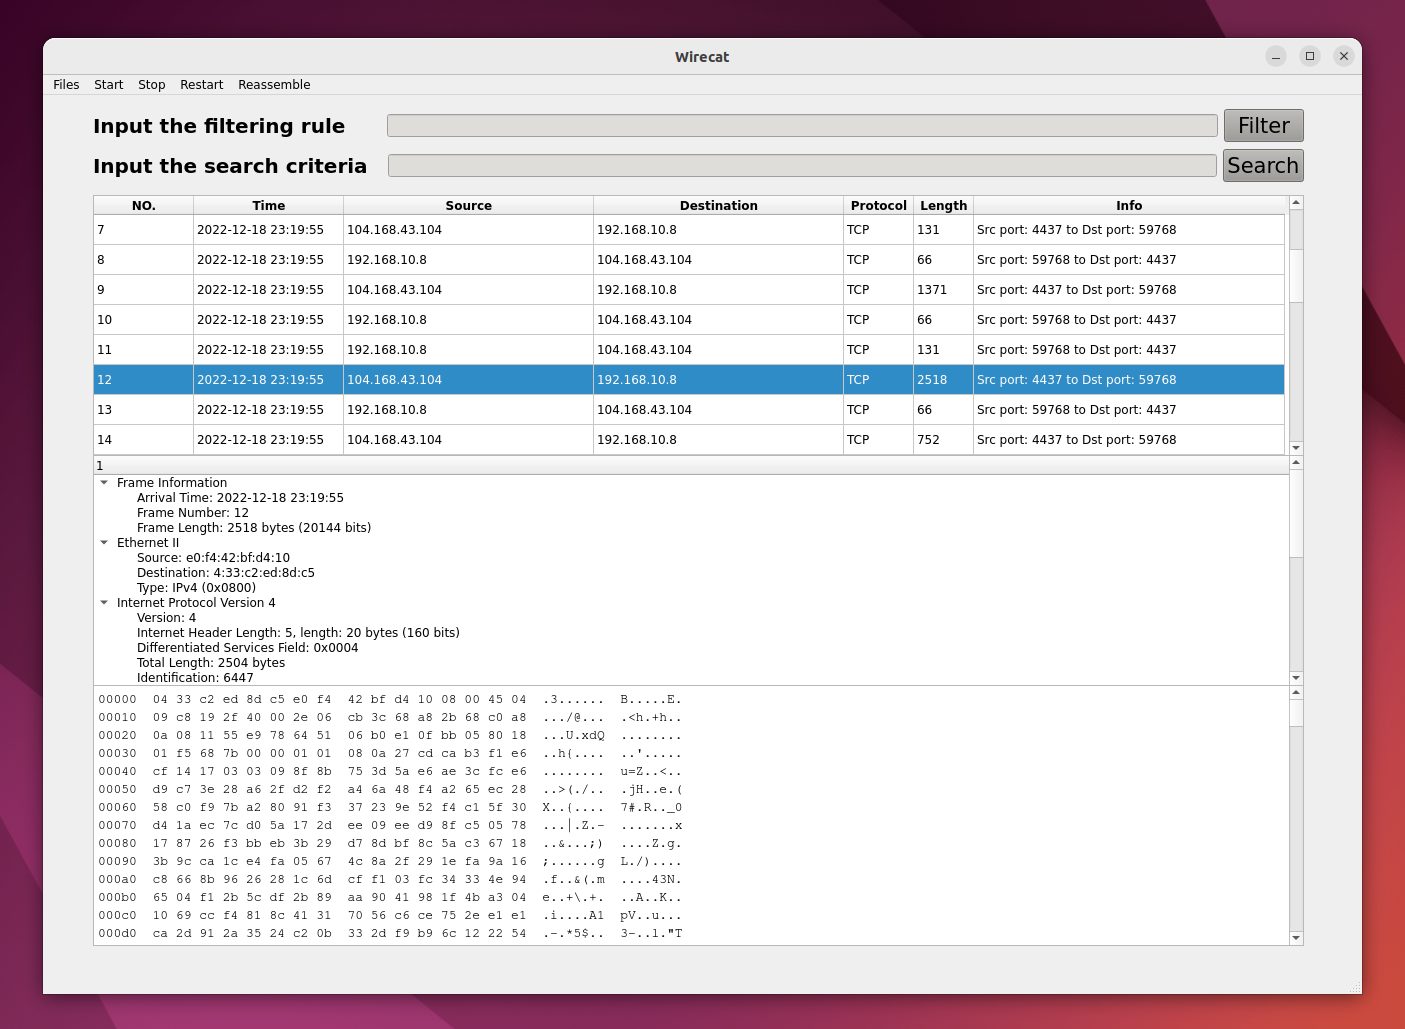 Wirecat
Files Start Stop Restart Reassemble
Input the filtering rule Filter
Input the search criteria Search
NO. Time Source Destination Protocol Length Info
7 2022-12-18 23:19:55 104.168.43.104 192.168.10.8 TCP 131 Src port: 4437 to Dst port: 59768
8 2022-12-18 23:19:55 192.168.10.8 104.168.43.104 TCP 66 Src port: 59768 to Dst port: 4437
9 2022-12-18 23:19:55 104.168.43.104 192.168.10.8 TCP 1371 Src port: 4437 to Dst port: 59768
10 2022-12-18 23:19:55 192.168.10.8 104.168.43.104 TCP 66 Src port: 59768 to Dst port: 4437
11 2022-12-18 23:19:55 192.168.10.8 104.168.43.104 TCP 131 Src port: 59768 to Dst port: 4437
12 2022-12-18 23:19:55 104.168.43.104 192.168.10.8 TCP 2518 Src port: 4437 to Dst port: 59768
13 2022-12-18 23:19:55 192.168.10.8 104.168.43.104 TCP 66 Src port: 59768 to Dst port: 4437
14 2022-12-18 23:19:55 104.168.43.104 192.168.10.8 TCP 752 Src port: 4437 to Dst port: 59768
1
Frame Information
Arrival Time: 2022-12-18 23:19:55
Frame Number: 12
Frame Length: 2518 bytes (20144 bits)
Ethernet II
Source: e0:f4:42:bf:d4:10
Destination: 4:33:c2:ed:8d:c5
Type: IPv4 (0x0800)
Internet Protocol Version 4
Version: 4
Internet Header Length: 5, length: 20 bytes (160 bits)
Differentiated Services Field: 0x0004
Total Length: 2504 bytes
Identification: 6447
00000 04 33 c2 ed 8d c5 e0 f4 42 bf d4 10 08 00 45 04 .3...... B.....E.
00010 09 c8 19 2f 40 00 2e 06 cb 3c 68 a8 2b 68 c0 a8 .../@... .<h.+h..
00020 0a 08 11 55 e9 78 64 51 06 b0 e1 0f bb 05 80 18 ...U.xdQ ........
00030 01 f5 68 7b 00 00 01 01 08 0a 27 cd ca b3 f1 e6 ..h{.... ..'.....
00040 cf 14 17 03 03 09 8f 8b 75 3d 5a e6 ae 3c fc e6 ........ u=Z..<..
00050 d9 c7 3e 28 a6 2f d2 f2 a4 6a 48 f4 a2 65 ec 28 ..>(./.. .jH..e.(
00060 58 c0 f9 7b a2 80 91 f3 37 23 9e 52 f4 c1 5f 30 X..{.... 7#.R.._0
00070 d4 1a ec 7c d0 5a 17 2d ee 09 ee d9 8f c5 05 78 ...|.Z.- .......x
00080 17 87 26 f3 bb eb 3b 29 d7 8d bf 8c 5a c3 67 18 ..&...;) ....Z.g.
00090 3b 9c ca 1c e4 fa 05 67 4c 8a 2f 29 1e fa 9a 16 ;......g L./)....
000a0 c8 66 8b 96 26 28 1c 6d cf f1 03 fc 34 33 4e 94 .f..&(.m ....43N.
000b0 65 04 f1 2b 5c df 2b 89 aa 90 41 98 1f 4b a3 04 e..+\.+. ..A..K..
000c0 10 69 cc f4 81 8c 41 31 70 56 c6 ce 75 2e e1 e1 .i....A1 pV..u...
000d0 ca 2d 91 2a 35 24 c2 0b 33 2d f9 b9 6c 12 22 54 .-.*5$.. 3-..l."T